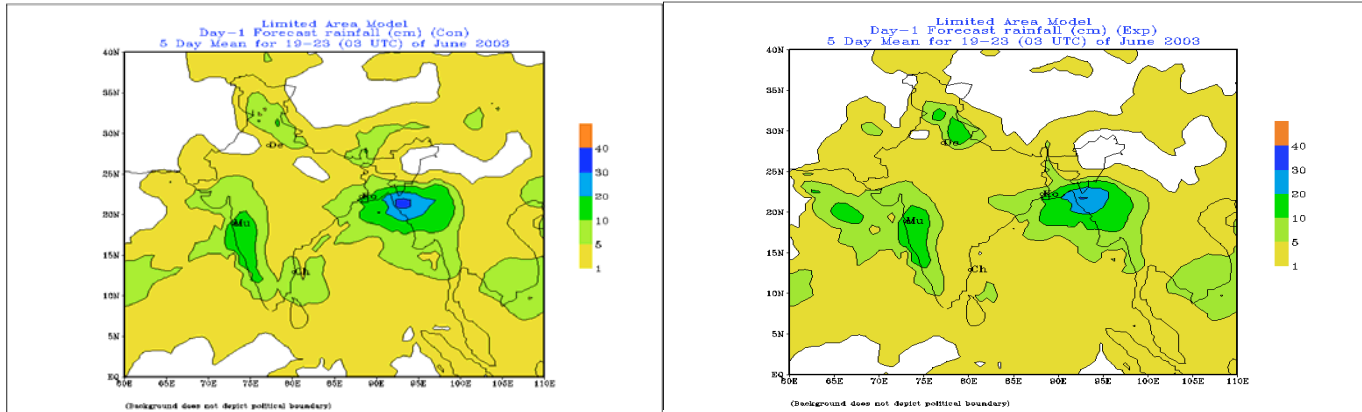 Limited Area Model
Day-1 Forecast rainfall (cm) (Con)
5 Day Mean for 19-23 (03 UTC) of June 2003
40N
35N
30N
25N
20N
15N
10N
5N
EQ
De
Ko
Mu
Ch
60E 65E 70E 75E 80E 85E 90E 95E 100E 105E 110E
40
30
20
10
5
1
(Background does not depict political boundary)
Limited Area Model
Day-1 Forecast rainfall (cm) (Exp)
5 Day Mean for 19-23 (03 UTC) of June 2003
40N
35N
30N
25N
20N
15N
10N
5N
EQ
De
Ko
Mu
Ch
60E 65E 70E 75E 80E 85E 90E 95E 100E 105E 110E
40
30
20
10
5
1
(Background does not depict political boundary)